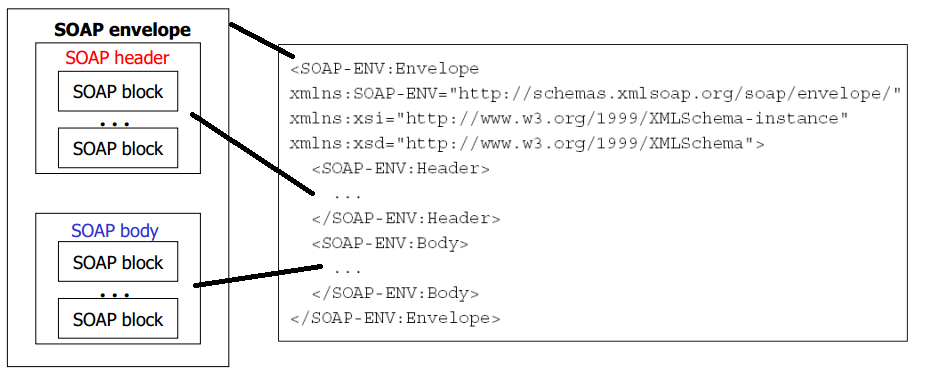 SOAP envelope
SOAP header
SOAP block
...
SOAP block
SOAP body
SOAP block
...
SOAP block
<SOAP-ENV:Envelope
xmlns:SOAP-ENV="http://schemas.xmlsoap.org/soap/envelope/"
xmlns:xsi="http://www.w3.org/1999/XMLSchema-instance"
xmlns:xsd="http://www.w3.org/1999/XMLSchema">
<SOAP-ENV:Header>
...
</SOAP-ENV:Header>
<SOAP-ENV:Body>
...
</SOAP-ENV:Body>
</SOAP-ENV:Envelope>